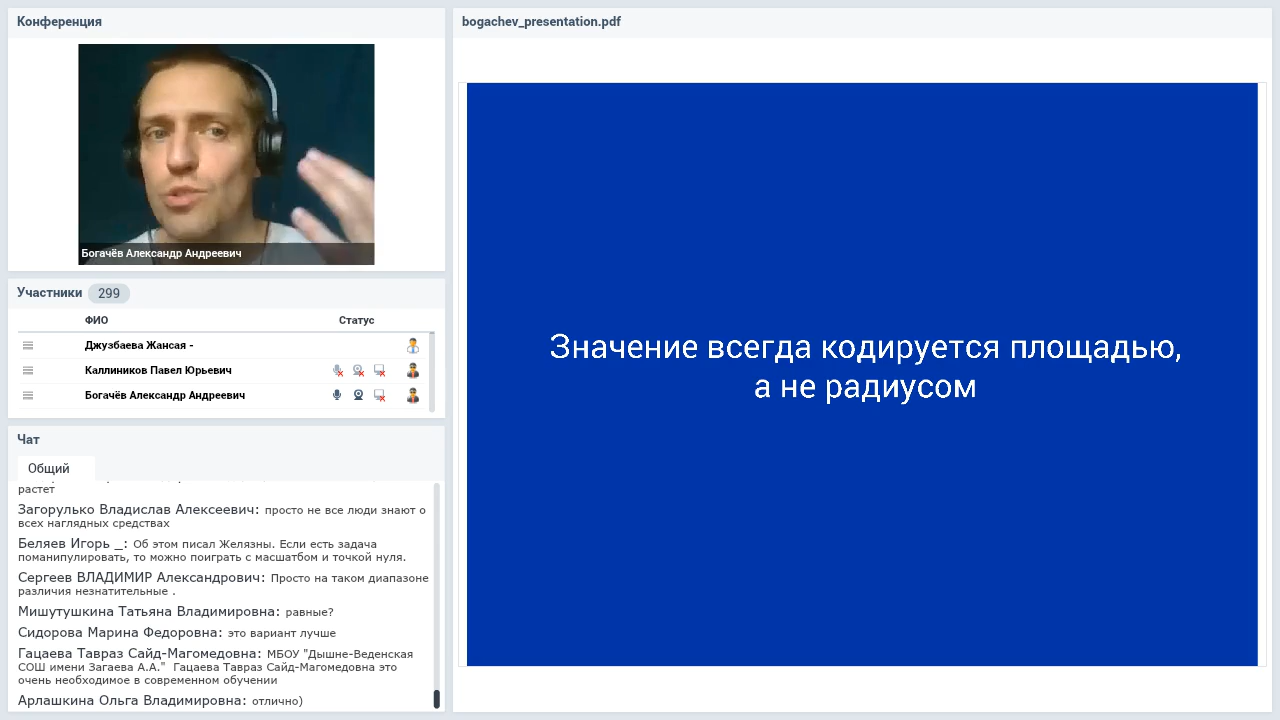 Конференция
Богачёв Александр Андреевич
Участники 299
ФИО Статус
Джузбаева Жансая -
Каллиников Павел Юрьевич
Богачёв Александр Андреевич
Чат
Общий
растет
Загорулько Владислав Алексеевич: просто не все люди знают о
всех наглядных средствах
Беляев Игорь _: Об этом писал Желязны. Если есть задача
поманипулировать, то можно поиграть с масшатбом и точкой нуля.
Сергеев ВЛАДИМИР Александрович: Просто на таком диапазоне
различия незнатительные .
Мишутушкина Татьяна Владимировна: равные?
Сидорова Марина Федоровна: это вариант лучше
Гацаева Тавраз Сайд-Магомедовна: МБОУ "Дышне-Веденская
СОШ имени Загаева А.А."  Гацаева Тавраз Сайд-Магомедовна это
очень необходимое в современном обучении
Арлашкина Ольга Владимировна: отлично)
bogachev_presentation.pdf
Значение всегда кодируется площадью,
а не радиусом